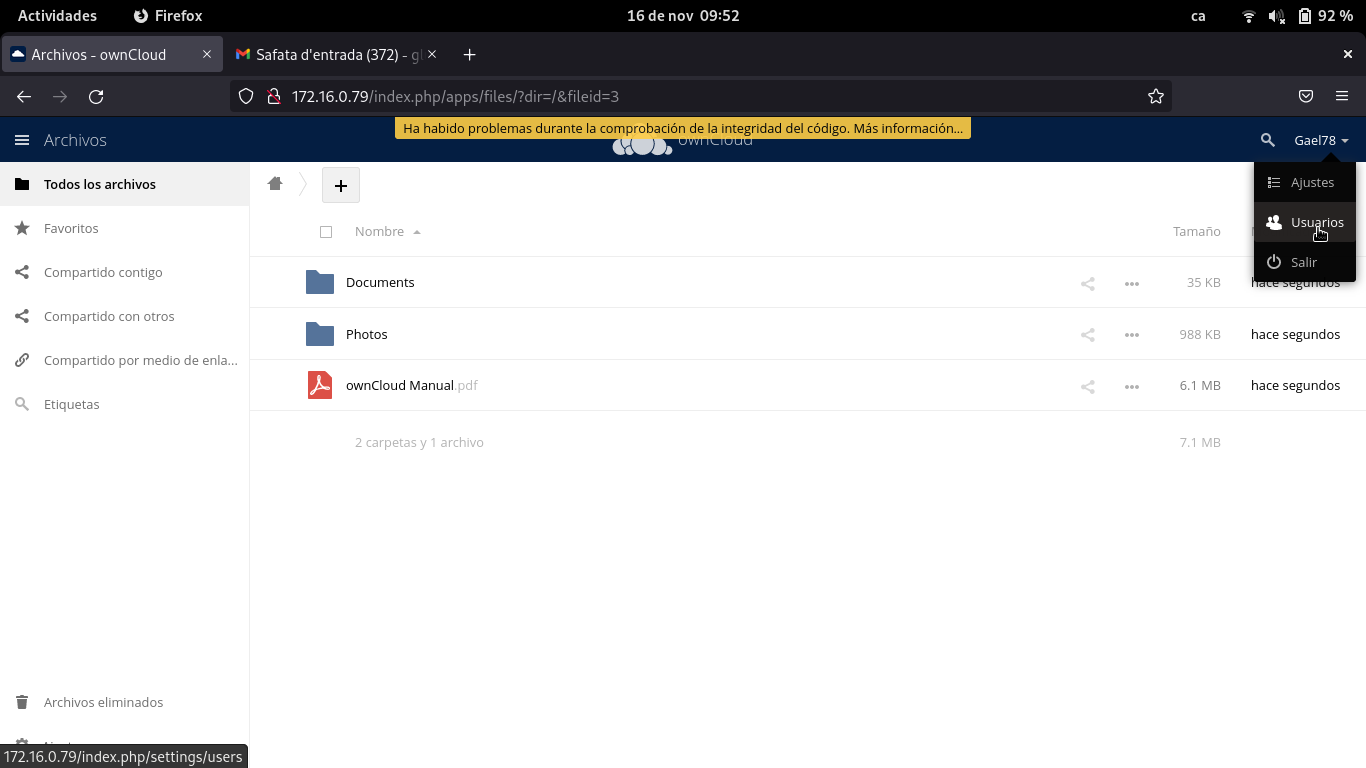 Actividades Firefox 16 de nov 09:52 ca 92 %
Archivos - ownCloud Safata d'entrada (372) - gl
172.16.0.79/index.php/apps/files/?dir=/&fileid=3
Ha habido problemas durante la comprobación de la integridad del código. Más información...
Archivos ownCloud Gael78
Todos los archivos
Favoritos
Compartido contigo
Compartido con otros
Compartido por medio de enla...
Etiquetas
Archivos eliminados
172.16.0.79/index.php/settings/users
Ajustes
Usuarios
Salir
Nombre Tamaño
Documents 35 KB hace segundos
Photos 988 KB hace segundos
ownCloud Manual.pdf 6.1 MB hace segundos
2 carpetas y 1 archivo 7.1 MB